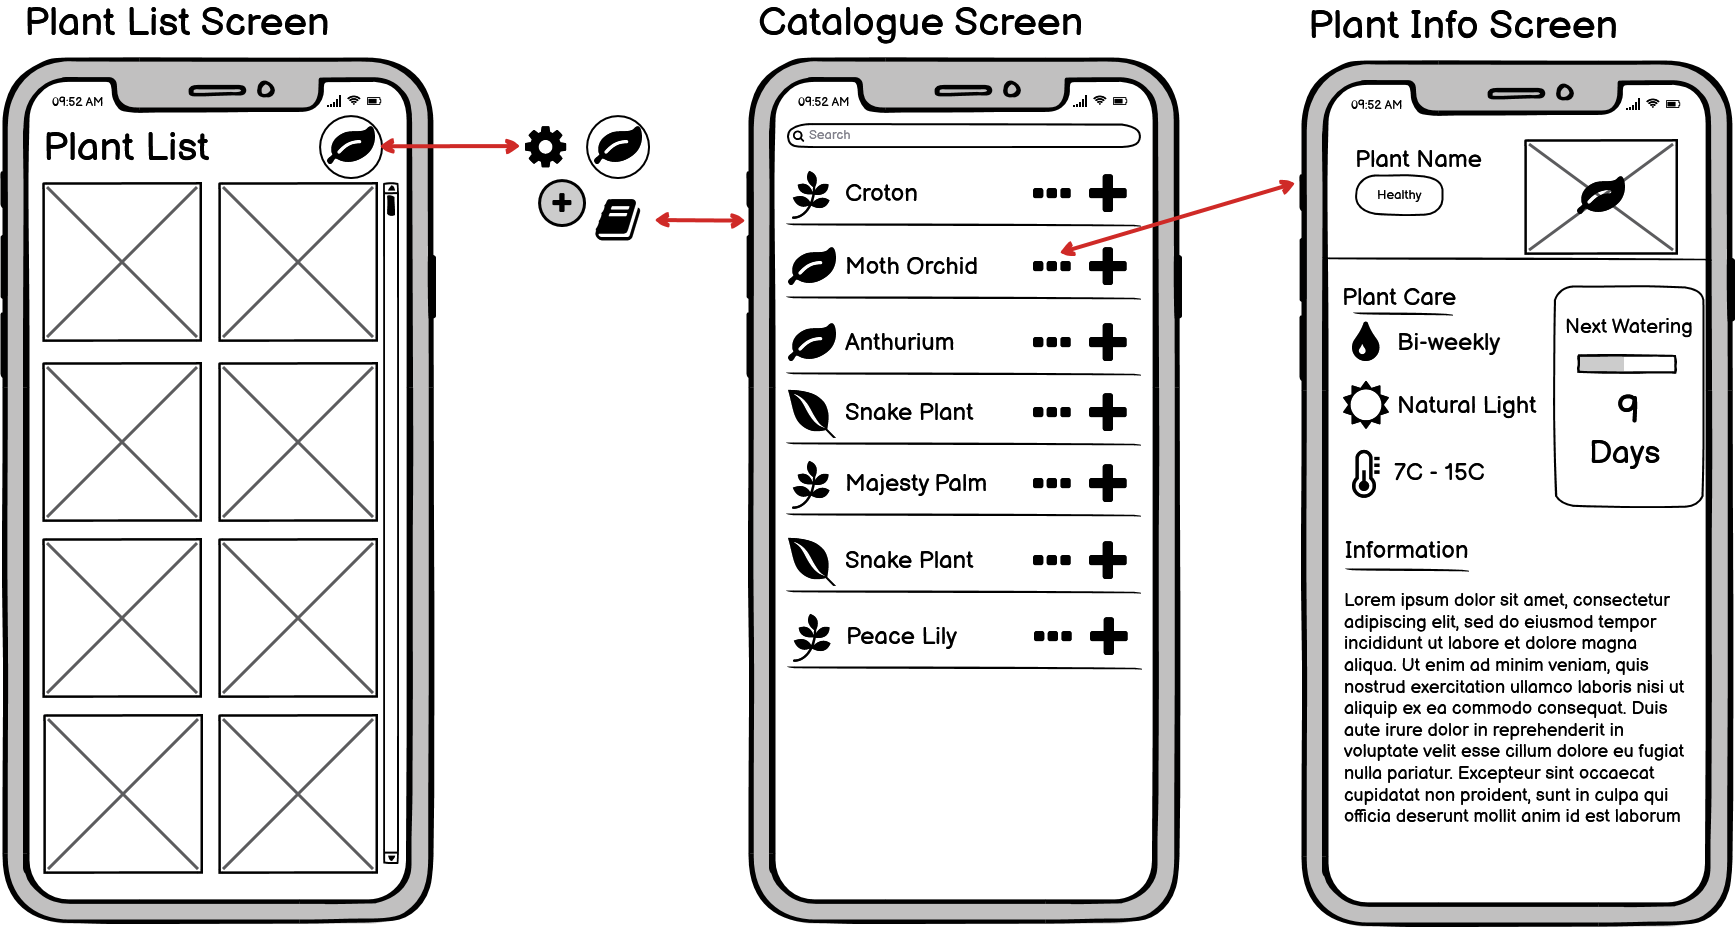 Plant List Screen
09:52 AM
Plant List
Catalogue Screen
09:52 AM
Search
Croton
Moth Orchid
Anthurium
Snake Plant
Majesty Palm
Snake Plant
Peace Lily
Plant Info Screen
09:52 AM
Plant Name
Healthy
Plant Care
Bi-weekly
Natural Light
7C - 15C
Next Watering
9
Days
Information
Lorem ipsum dolor sit amet, consectetur
adipiscing elit, sed do eiusmod tempor
incididunt ut labore et dolore magna
aliqua. Ut enim ad minim veniam, quis
nostrud exercitation ullamco laboris nisi ut
aliquip ex ea commodo consequat. Duis
aute irure dolor in reprehenderit in
voluptate velit esse cillum dolore eu fugiat
nulla pariatur. Excepteur sint occaecat
cupidatat non proident, sunt in culpa qui
officia deserunt mollit anim id est laborum